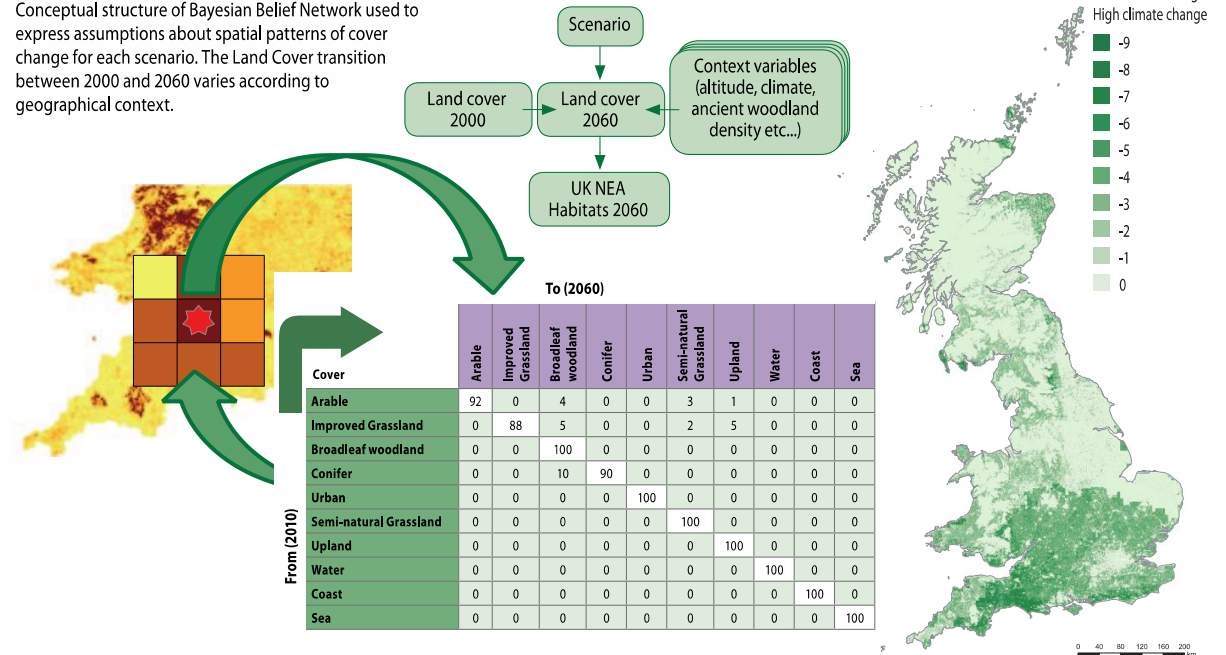 Conceptual structure of Bayesian Belief Network used to
express assumptions about spatial patterns of cover
change for each scenario. The Land Cover transition
between 2000 and 2060 varies according to
geographical context.
Scenario
Land cover
2000
Land cover
2060
Context variables
(altitude, climate,
ancient woodland
density etc...)
UK NEA
Habitats 2060
To (2060)
Cover
Arable
Improved
Grassland
Broadleaf
woodland
Conifer
Urban
Semi-natural
Grassland
Upland
Water
Coast
Sea
From (2010)
Arable 92 0 4 0 0 3 1 0 0 0
Improved Grassland 0 88 5 0 0 2 5 0 0 0
Broadleaf woodland 0 0 100 0 0 0 0 0 0 0
Conifer 0 0 10 90 0 0 0 0 0 0
Urban 0 0 0 0 100 0 0 0 0 0
Semi-natural Grassland 0 0 0 0 0 100 0 0 0 0
Upland 0 0 0 0 0 0 100 0 0 0
Water 0 0 0 0 0 0 0 100 0 0
Coast 0 0 0 0 0 0 0 0 100 0
Sea 0 0 0 0 0 0 0 0 0 100
High climate change
-9
-8
-7
-6
-5
-4
-3
-2
-1
0
0 40 80 120 160 200
km